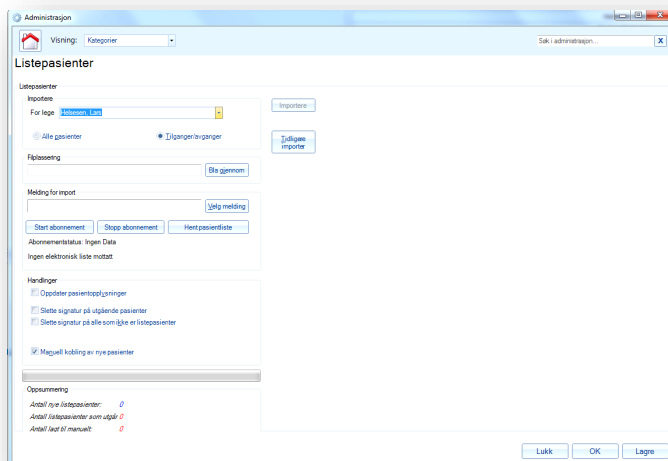 Administrasjon
Visning: Kategorier
Søk i administrasjon...
X
Listepasienter
Listepasienter
Importere
For lege Helsesen, Lars
Importere
Alle pasienter
Tilganger/avganger
Tidligere importer
Filplassering
Bla gjennom
Melding for import
Velg melding
Start abonnement
Stopp abonnement
Hent pasientliste
Abonnementstatus: Ingen Data
Ingen elektronisk liste mottatt
Handlinger
Oppdater pasientopplysninger
Slette signatur på utgående pasienter
Slette signatur på alle som ikke er listepasienter
Manuell kobling av nye pasienter
Oppsummering
Antall nye listepasienter: 0
Antall listepasienter som utgår 0
Antall lagt til manuelt: 0
Lukk
OK
Lagre